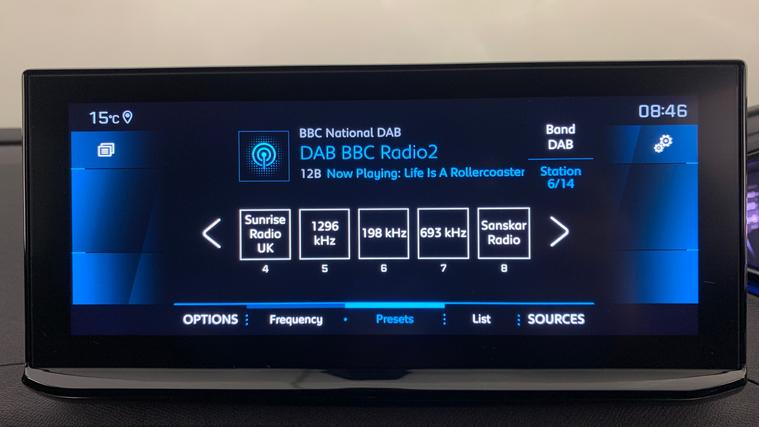 15°C
08:46
BBC National DAB
DAB BBC Radio2
12B Now Playing: Life Is A Rollercoaster
Band
DAB
Station
6/14
Sunrise
Radio
UK
4
1296
kHz
5
198 kHz
6
693 kHz
7
Sanskar
Radio
8
OPTIONS
Frequency
Presets
List
SOURCES